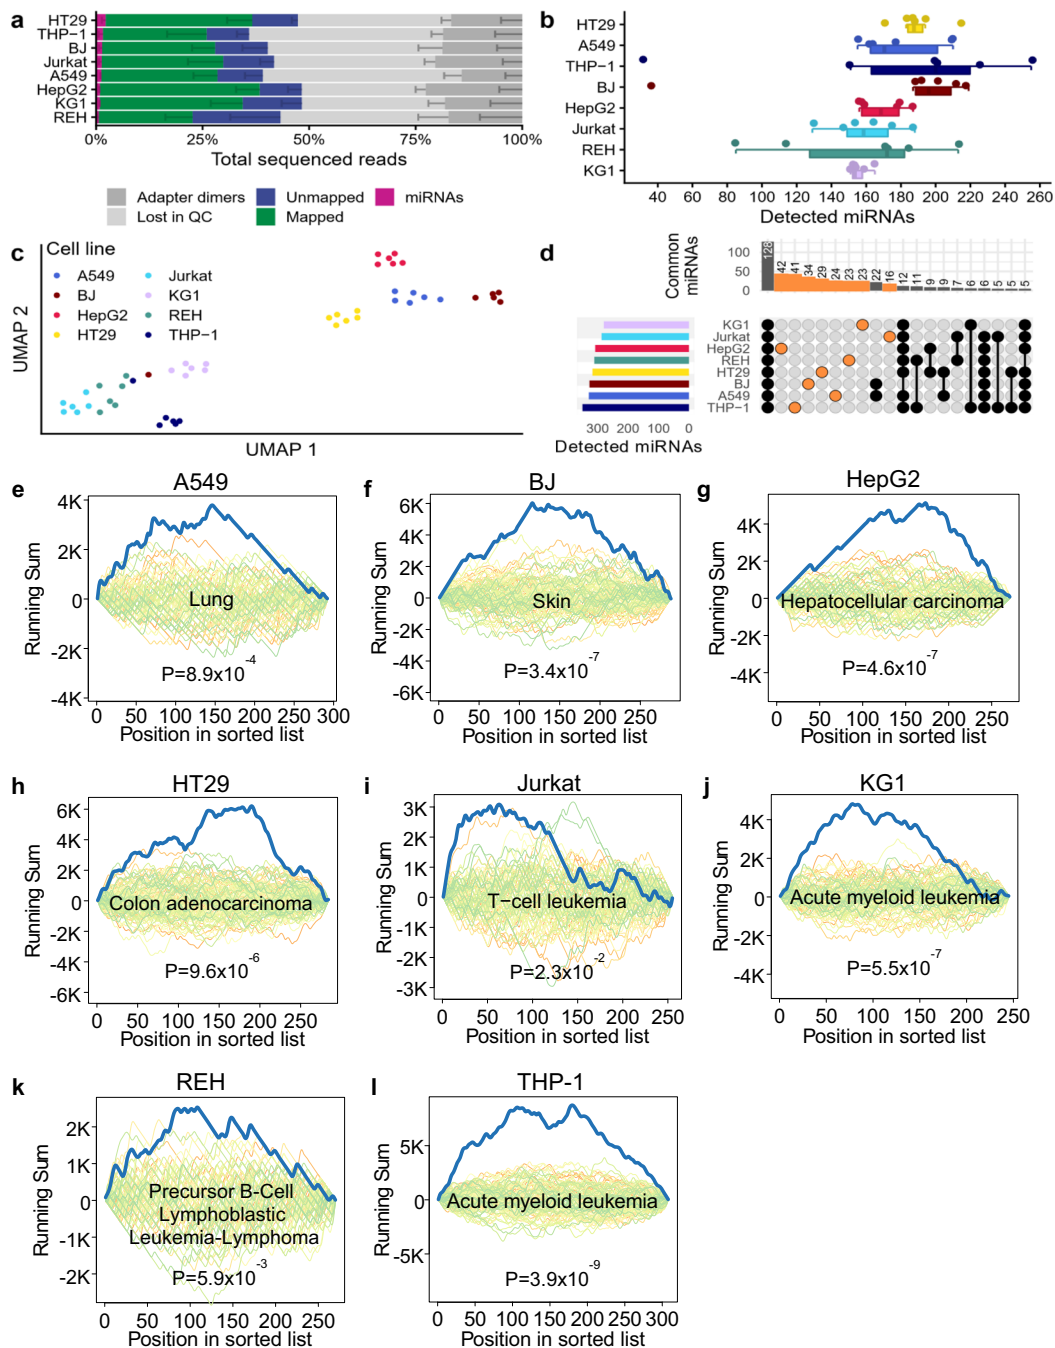 a
HT29
THP-1
BJ
Jurkat
A549
HepG2
KG1
REH
0% 25% 50% 75% 100%
Total sequenced reads
Adapter dimers Unmapped miRNAs
Lost in QC Mapped
b
HT29
A549
THP-1
BJ
HepG2
Jurkat
REH
KG1
40 60 80 100 120 140 160 180 200 220 240 260
Detected miRNAs
c
Cell line
A549 Jurkat
BJ KG1
HepG2 REH
HT29 THP-1
UMAP 2
UMAP 1
d
Common
miRNAs
100
50
0
128 42 41 34 29 24 23 23 22 16 12 11 9 9 7 6 5 5 5 5
KG1
Jurkat
HepG2
REH
HT29
BJ
A549
THP-1
300 200 100 0
Detected miRNAs
e
A549
4K
2K
0
-2K
-4K
Running Sum
Lung
P=8.9x10-4
0 50 100 150 200 250 300
Position in sorted list
f
BJ
6K
4K
2K
0
-2K
-4K
-6K
Running Sum
Skin
P=3.4x10-7
0 50 100 150 200 250
Position in sorted list
g
HepG2
4K
2K
0
-2K
-4K
Running Sum
Hepatocellular carcinoma
P=4.6x10-7
0 50 100 150 200 250
Position in sorted list
h
HT29
6K
4K
2K
0
-2K
-4K
-6K
Running Sum
Colon adenocarcinoma
P=9.6x10-6
0 50 100 150 200 250
Position in sorted list
i
Jurkat
3K
2K
1K
0
-1K
-2K
-3K
Running Sum
T−cell leukemia
P=2.3x10-2
0 50 100 150 200 250
Position in sorted list
j
KG1
4K
2K
0
-2K
-4K
Running Sum
Acute myeloid leukemia
P=5.5x10-7
0 50 100 150 200 250
Position in sorted list
k
REH
2K
1K
0
-1K
-2K
Running Sum
Precursor B-Cell
Lymphoblastic
Leukemia-Lymphoma
P=5.9x10-3
0 50 100 150 200 250
Position in sorted list
l
THP-1
5K
0
-5K
Running Sum
Acute myeloid leukemia
P=3.9x10-9
0 50 100 150 200 250 300
Position in sorted list